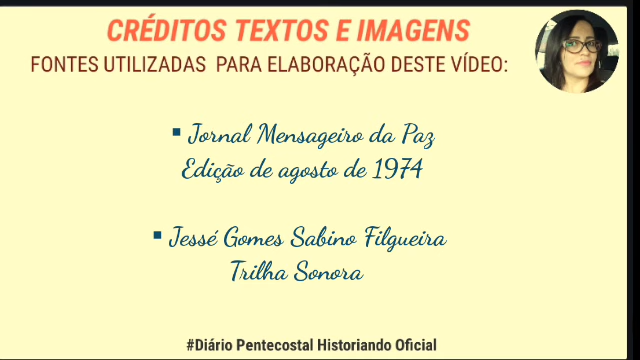 CRÉDITOS TEXTOS E IMAGENS
FONTES UTILIZADAS PARA ELABORAÇÃO DESTE VÍDEO:
▪ Jornal Mensageiro da Paz
Edição de agosto de 1974
▪ Jessé Gomes Sabino Filgueira
Trilha Sonora
#Diário Pentecostal Historiando Oficial